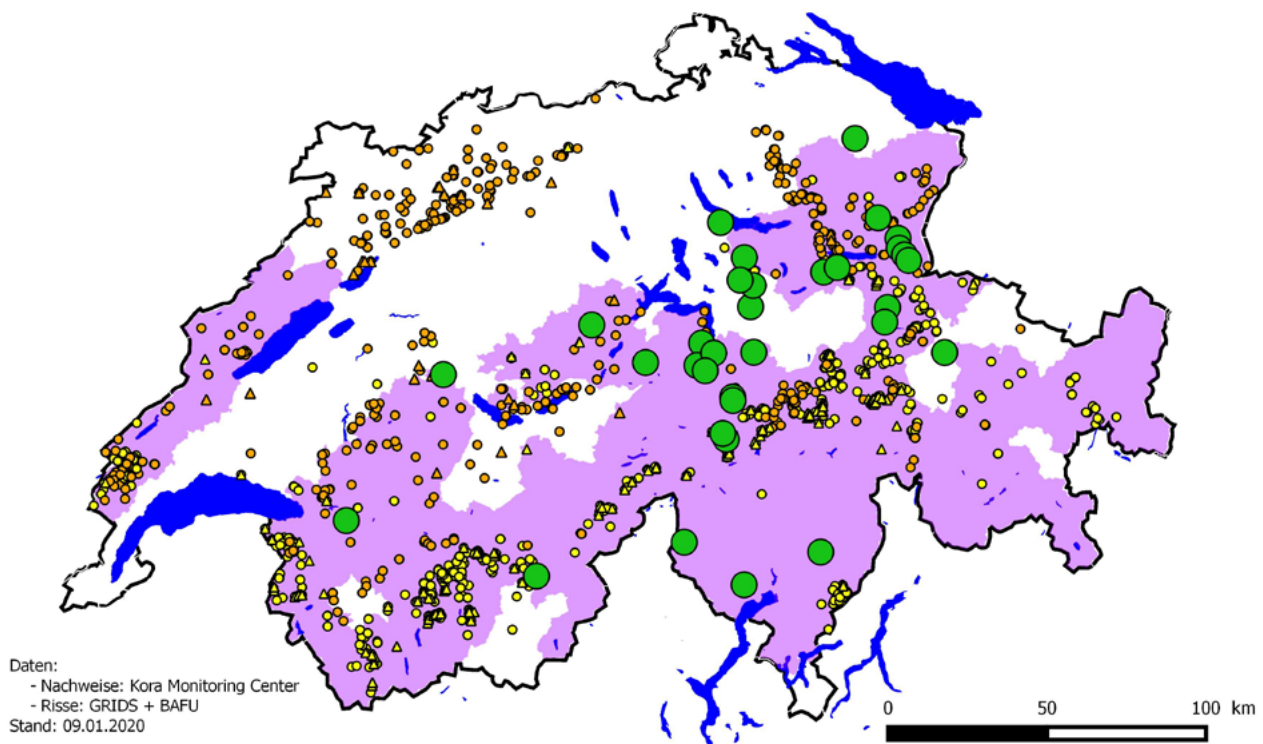 Daten:
- Nachweise: Kora Monitoring Center
- Risse: GRIDS + BAFU
Stand: 09.01.2020
0 50 100 km